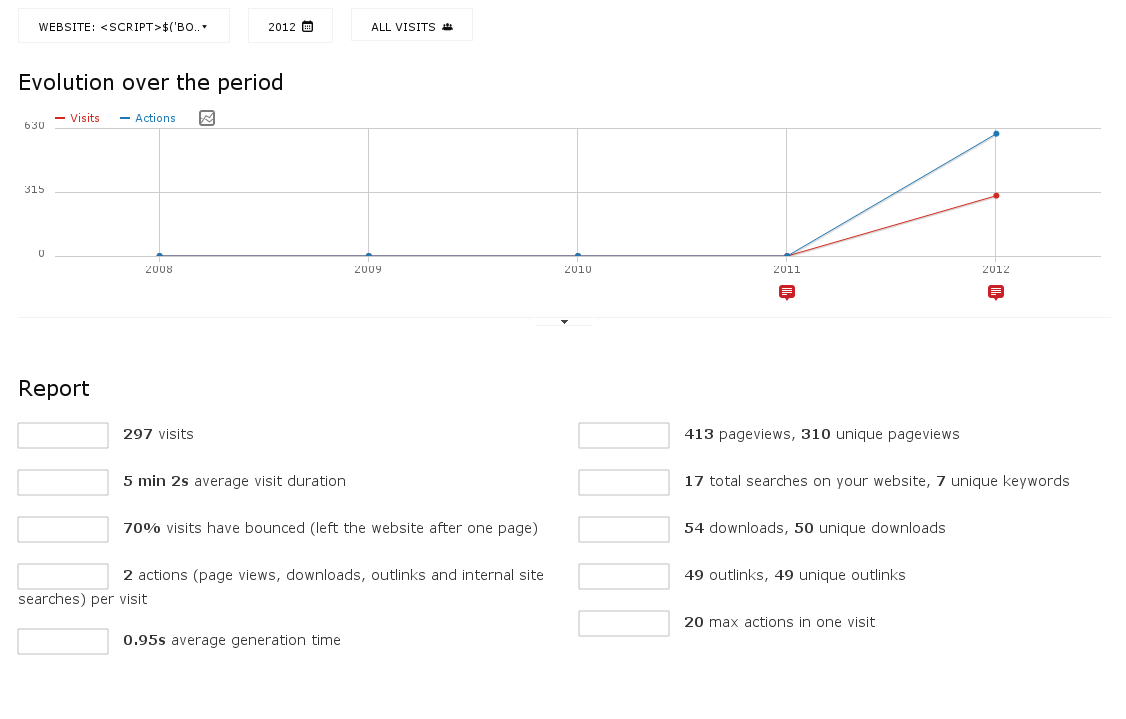 WEBSITE: <SCRIPT>$('BO..
2012
ALL VISITS
Evolution over the period
Visits
Actions
630
315
0
2008
2009
2010
2011
2012
Report
297 visits
5 min 2s average visit duration
70% visits have bounced (left the website after one page)
2 actions (page views, downloads, outlinks and internal site
searches) per visit
0.95s average generation time
413 pageviews, 310 unique pageviews
17 total searches on your website, 7 unique keywords
54 downloads, 50 unique downloads
49 outlinks, 49 unique outlinks
20 max actions in one visit